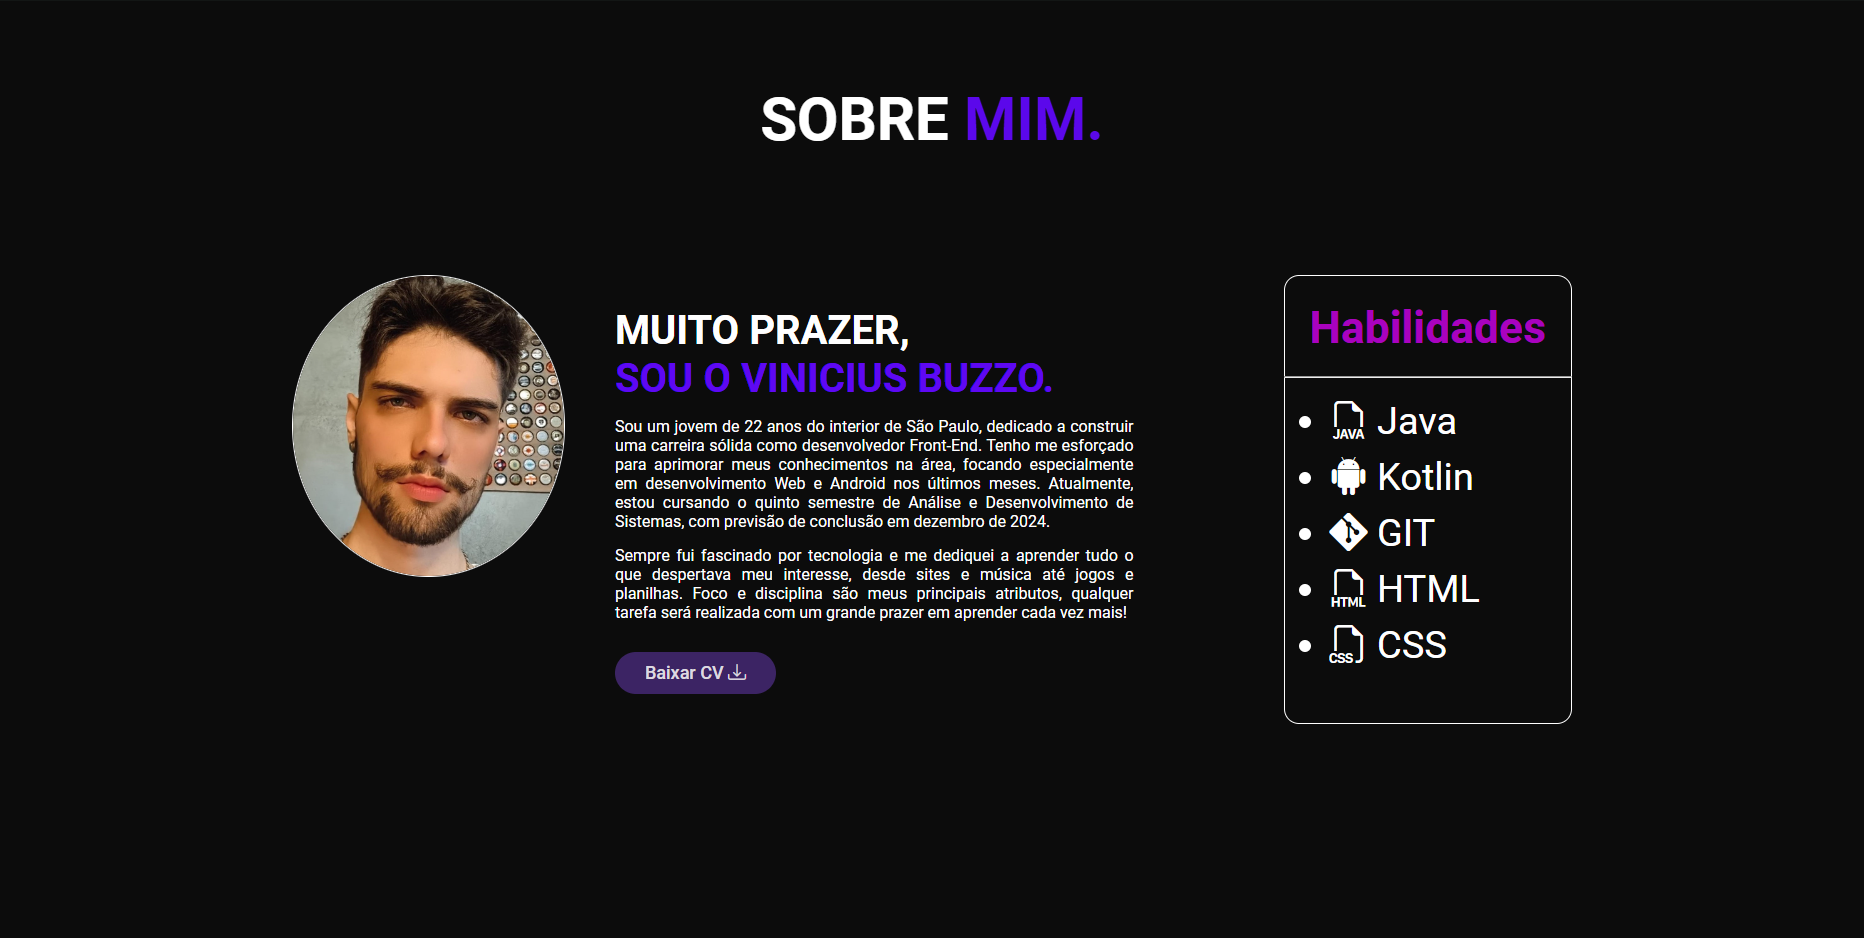 SOBRE MIM.
MUITO PRAZER,
SOU O VINICIUS BUZZO.
Sou um jovem de 22 anos do interior de São Paulo, dedicado a construir
uma carreira sólida como desenvolvedor Front-End. Tenho me esforçado
para aprimorar meus conhecimentos na área, focando especialmente
em desenvolvimento Web e Android nos últimos meses. Atualmente,
estou cursando o quinto semestre de Análise e Desenvolvimento de
Sistemas, com previsão de conclusão em dezembro de 2024.
Sempre fui fascinado por tecnologia e me dediquei a aprender tudo o
que despertava meu interesse, desde sites e música até jogos e
planilhas. Foco e disciplina são meus principais atributos, qualquer
tarefa será realizada com um grande prazer em aprender cada vez mais!
Baixar CV
Habilidades
JAVA Java
Kotlin
GIT
HTML HTML
CSS CSS